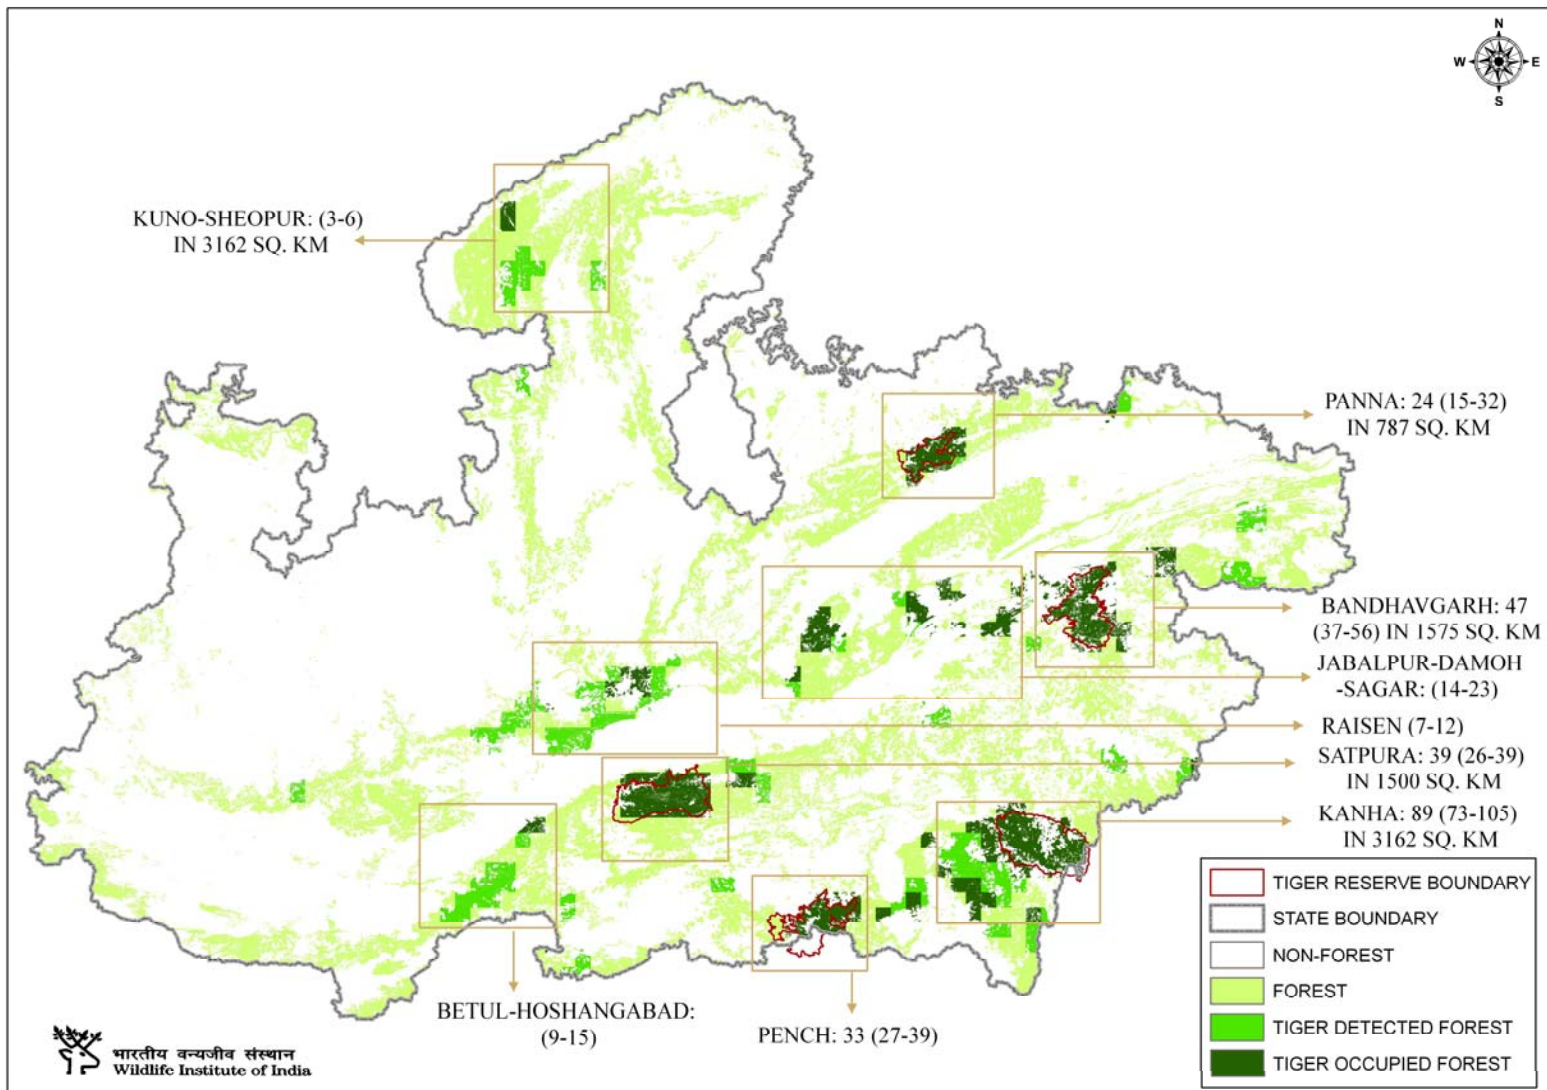 N
W E
S
KUNO-SHEOPUR: (3-6)
IN 3162 SQ. KM
PANNA: 24 (15-32)
IN 787 SQ. KM
BANDHAVGARH: 47
(37-56) IN 1575 SQ. KM
JABALPUR-DAMOH
-SAGAR: (14-23)
RAISEN (7-12)
SATPURA: 39 (26-39)
IN 1500 SQ. KM
KANHA: 89 (73-105)
IN 3162 SQ. KM
BETUL-HOSHANGABAD:
(9-15)
PENCH: 33 (27-39)
TIGER RESERVE BOUNDARY
STATE BOUNDARY
NON-FOREST
FOREST
TIGER DETECTED FOREST
TIGER OCCUPIED FOREST
भारतीय वन्यजीव संस्थान
Wildlife Institute of India